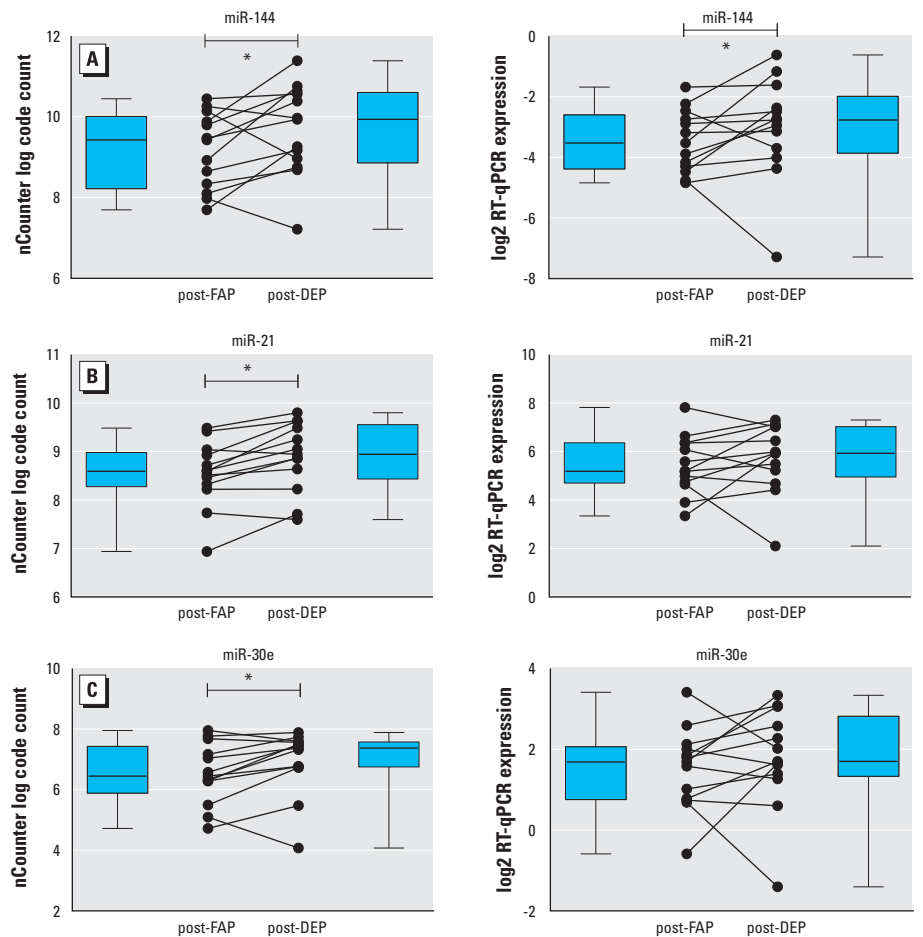 miR-144
A
nCounter log code count
12
10
8
6
*
post-FAP post-DEP
miR-144
log2 RT-qPCR expression
0
-2
-4
-6
-8
*
post-FAP post-DEP
miR-21
B
nCounter log code count
11
10
9
8
7
6
*
post-FAP post-DEP
miR-21
log2 RT-qPCR expression
10
8
6
4
2
0
post-FAP post-DEP
miR-30e
C
nCounter log code count
10
8
6
4
2
*
post-FAP post-DEP
miR-30e
log2 RT-qPCR expression
4
2
0
-2
post-FAP post-DEP